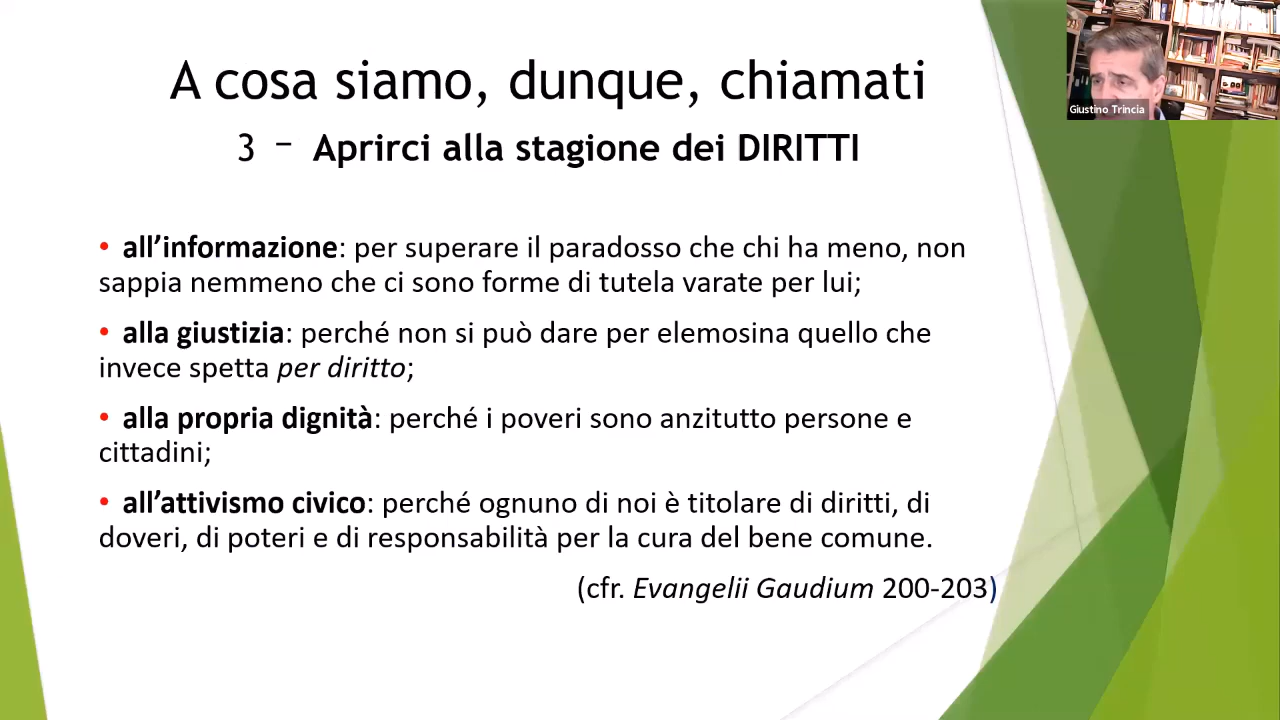 A cosa siamo, dunque, chiamati
3 – Aprirci alla stagione dei DIRITTI
• all’informazione: per superare il paradosso che chi ha meno, non
sappia nemmeno che ci sono forme di tutela varate per lui;
• alla giustizia: perché non si può dare per elemosina quello che
invece spetta per diritto;
• alla propria dignità: perché i poveri sono anzitutto persone e
cittadini;
• all’attivismo civico: perché ognuno di noi è titolare di diritti, di
doveri, di poteri e di responsabilità per la cura del bene comune.
(cfr. Evangelii Gaudium 200-203)
Giustino Trincia